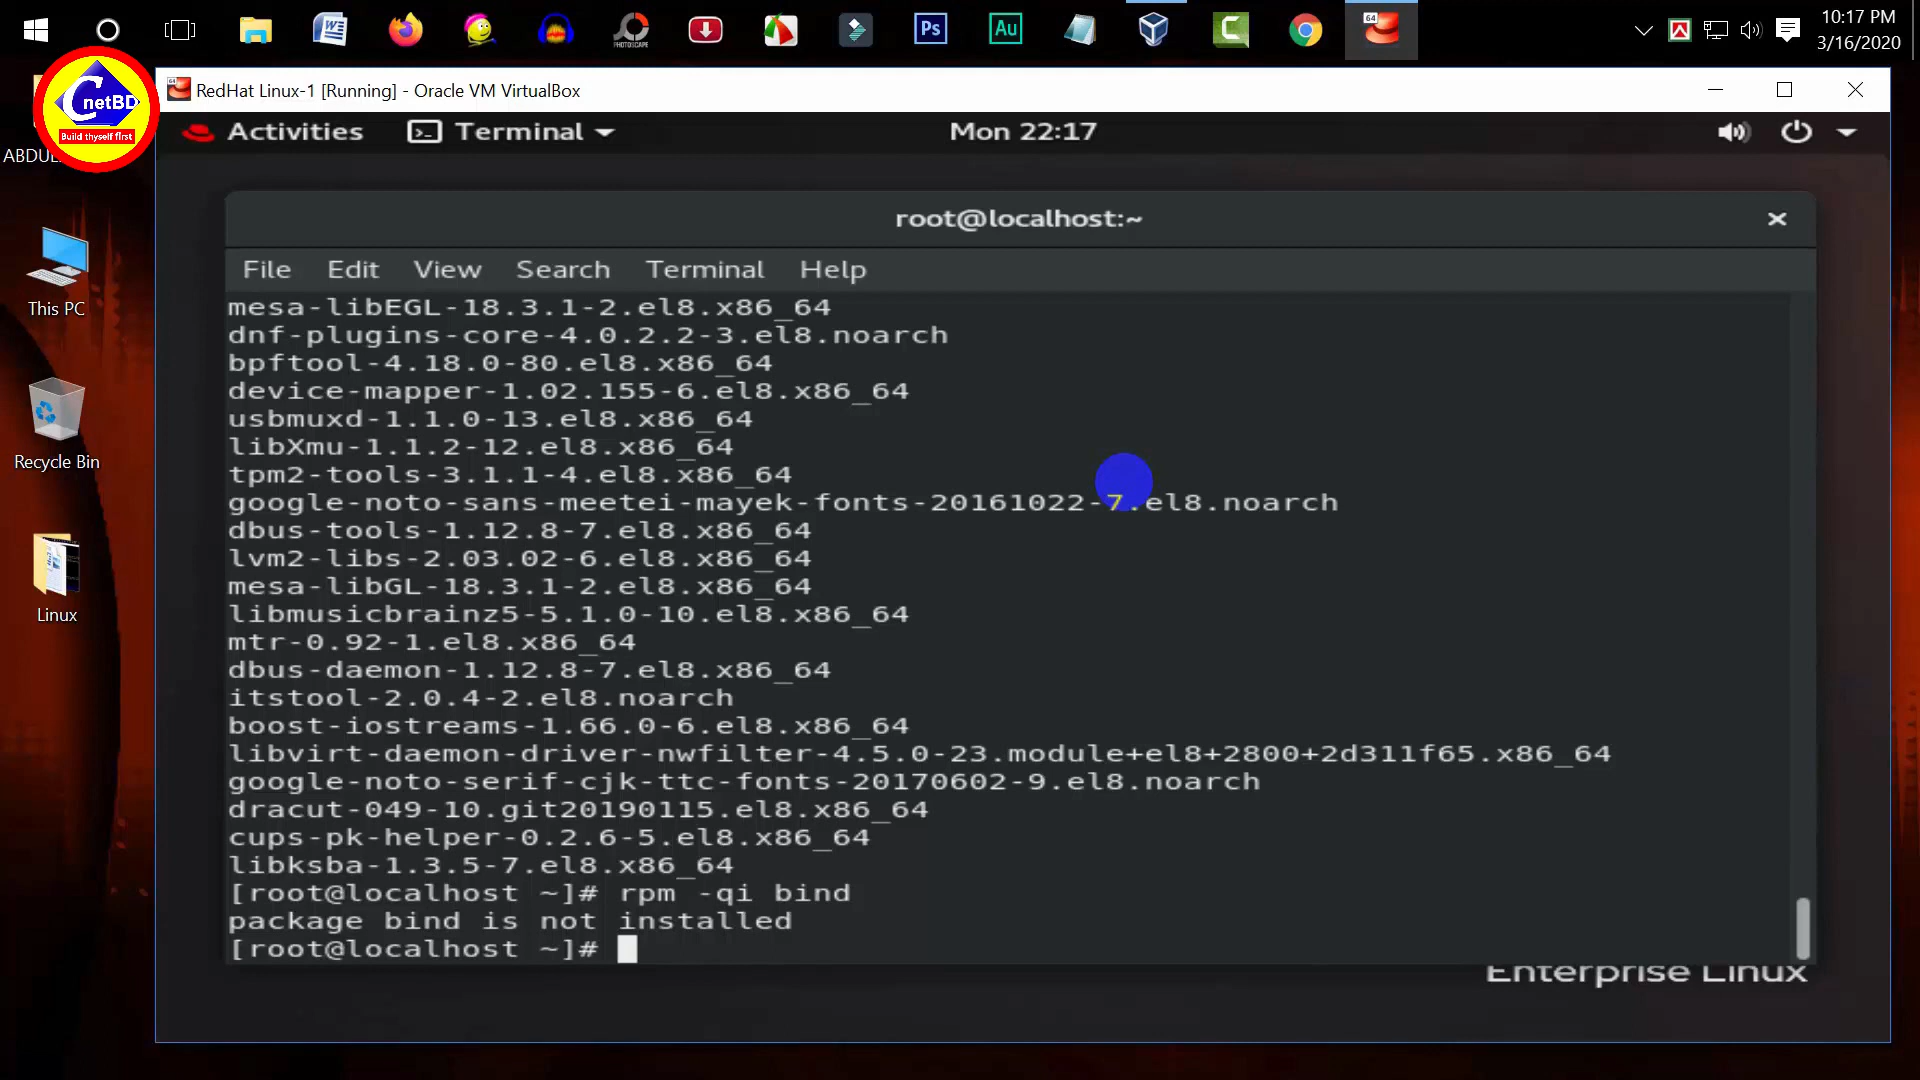 10:17 PM
3/16/2020
RedHat Linux-1 [Running] - Oracle VM VirtualBox
CnetBD
Build thyself first
Activities
Terminal
Mon 22:17
root@localhost:~
File Edit View Search Terminal Help
mesa-libEGL-18.3.1-2.el8.x86_64
dnf-plugins-core-4.0.2.2-3.el8.noarch
bpftool-4.18.0-80.el8.x86_64
device-mapper-1.02.155-6.el8.x86_64
usbmuxd-1.1.0-13.el8.x86_64
libXmu-1.1.2-12.el8.x86_64
tpm2-tools-3.1.1-4.el8.x86_64
google-noto-sans-meetei-mayek-fonts-20161022-7.el8.noarch
dbus-tools-1.12.8-7.el8.x86_64
lvm2-libs-2.03.02-6.el8.x86_64
mesa-libGL-18.3.1-2.el8.x86_64
libmusicbrainz5-5.1.0-10.el8.x86_64
mtr-0.92-1.el8.x86_64
dbus-daemon-1.12.8-7.el8.x86_64
itstool-2.0.4-2.el8.noarch
boost-iostreams-1.66.0-6.el8.x86_64
libvirt-daemon-driver-nwfilter-4.5.0-23.module+el8+2800+2d311f65.x86_64
google-noto-serif-cjk-ttc-fonts-20170602-9.el8.noarch
dracut-049-10.git20190115.el8.x86_64
cups-pk-helper-0.2.6-5.el8.x86_64
libksba-1.3.5-7.el8.x86_64
[root@localhost ~]# rpm -qi bind
package bind is not installed
[root@localhost ~]#
Enterprise Linux
This PC
Recycle Bin
Linux
Ps
Au
PHOTOSCAPE
64
64